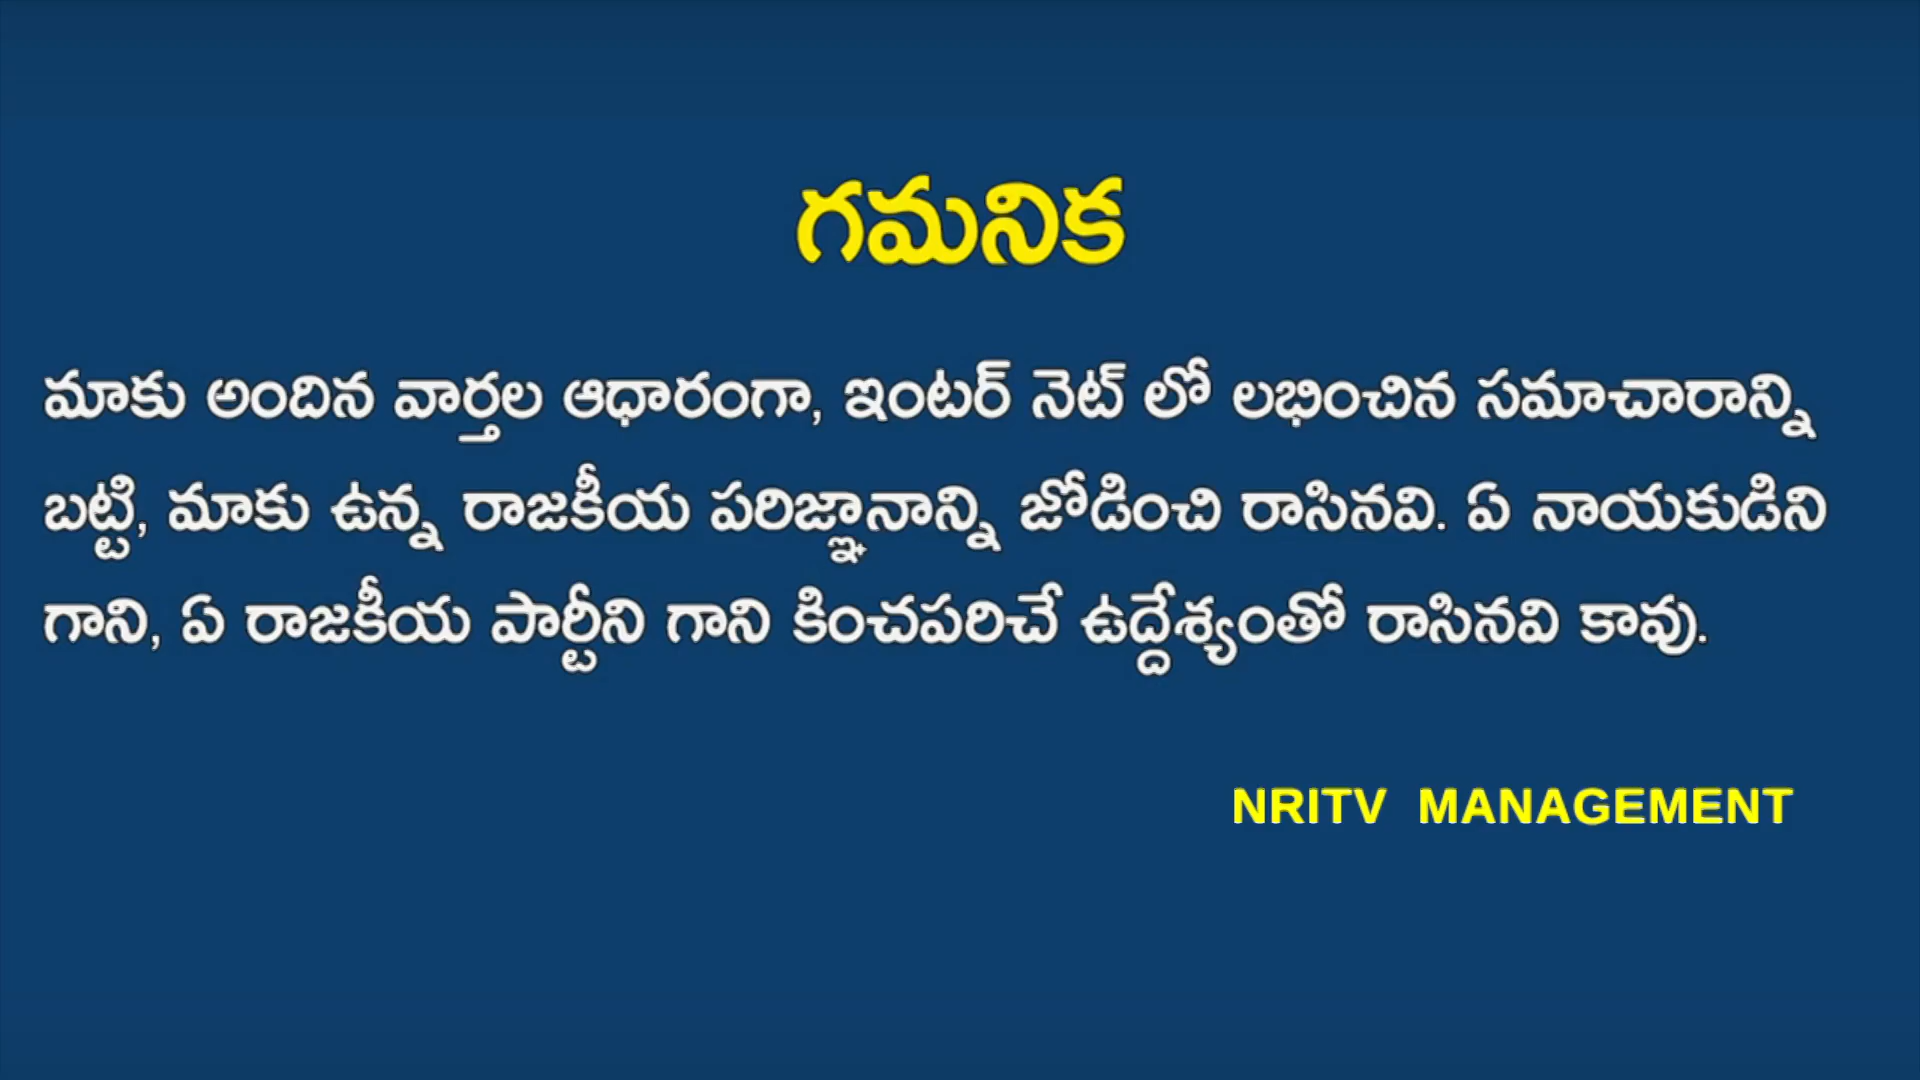 గమనిక
మాకు అందిన వార్తల ఆధారంగా, ఇంటర్ నెట్ లో లభించిన సమాచారాన్ని
బట్టి, మాకు ఉన్న రాజకీయ పరిజ్ఞానాన్ని జోడించి రాసినవి. ఏ నాయకుడిని
గాని, ఏ రాజకీయ పార్టీని గాని కించపరిచే ఉద్దేశ్యంతో రాసినవి కావు.
NRITV MANAGEMENT